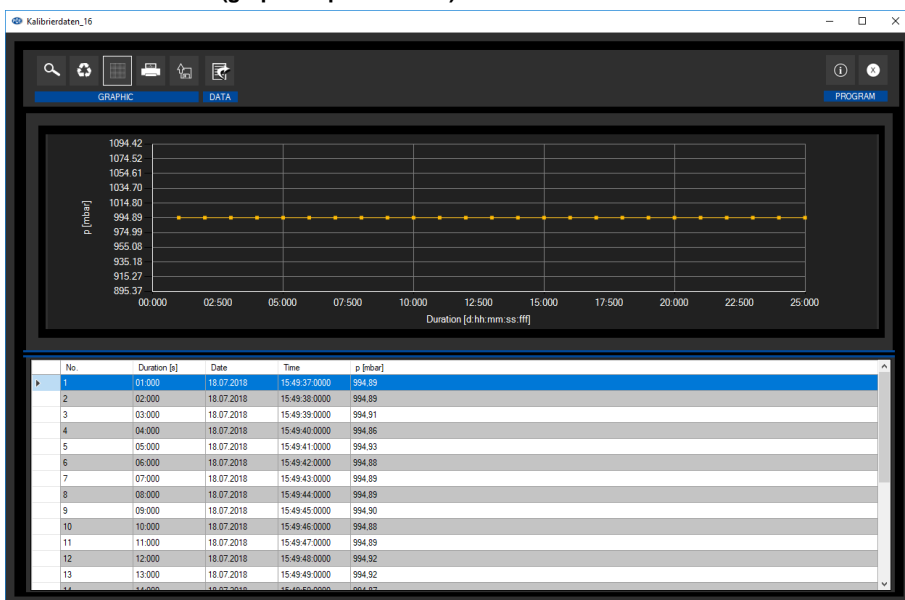 Kalibrierdaten_16
GRAPHIC DATA PROGRAM
1094.42
1074.52
1054.61
1034.70
1014.80
994.89
974.99
955.08
935.18
915.27
895.37
p [mbar]
00:000 02:500 05:000 07:500 10:000 12:500 15:000 17:500 20:000 22:500 25:000
Duration [d:hh:mm:ss:fff]
No. Duration [s] Date Time p [mbar]
1 01:000 18.07.2018 15:49:37:0000 994,89
2 02:000 18.07.2018 15:49:38:0000 994,89
3 03:000 18.07.2018 15:49:39:0000 994,91
4 04:000 18.07.2018 15:49:40:0000 994,86
5 05:000 18.07.2018 15:49:41:0000 994,93
6 06:000 18.07.2018 15:49:42:0000 994,88
7 07:000 18.07.2018 15:49:43:0000 994,89
8 08:000 18.07.2018 15:49:44:0000 994,89
9 09:000 18.07.2018 15:49:45:0000 994,90
10 10:000 18.07.2018 15:49:46:0000 994,88
11 11:000 18.07.2018 15:49:47:0000 994,89
12 12:000 18.07.2018 15:49:48:0000 994,92
13 13:000 18.07.2018 15:49:49:0000 994,92